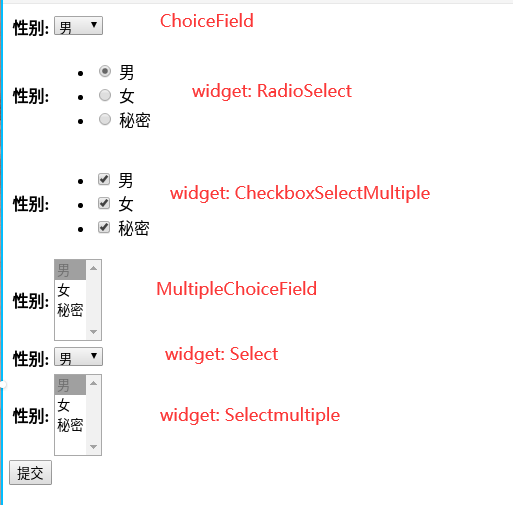 性别: 男 ChoiceField
男
性别: 女 widget: RadioSelect
秘密
男
性别: 女 widget: CheckboxSelectMultiple
秘密
男
性别: 女 MultipleChoiceField
秘密
性别: 男 widget: Select
男
性别: 女 widget: Selectmultiple
秘密
提交